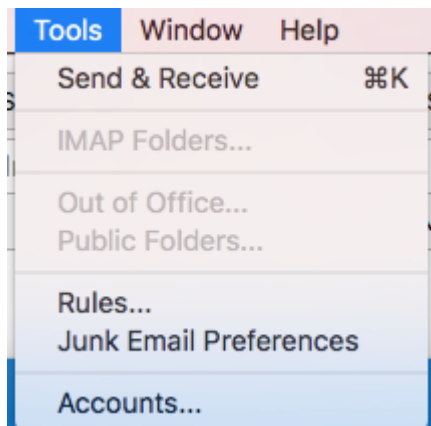 Tools Window Help
Send & Receive ⌘K
IMAP Folders...
Out of Office...
Public Folders...
Rules...
Junk Email Preferences
Accounts...